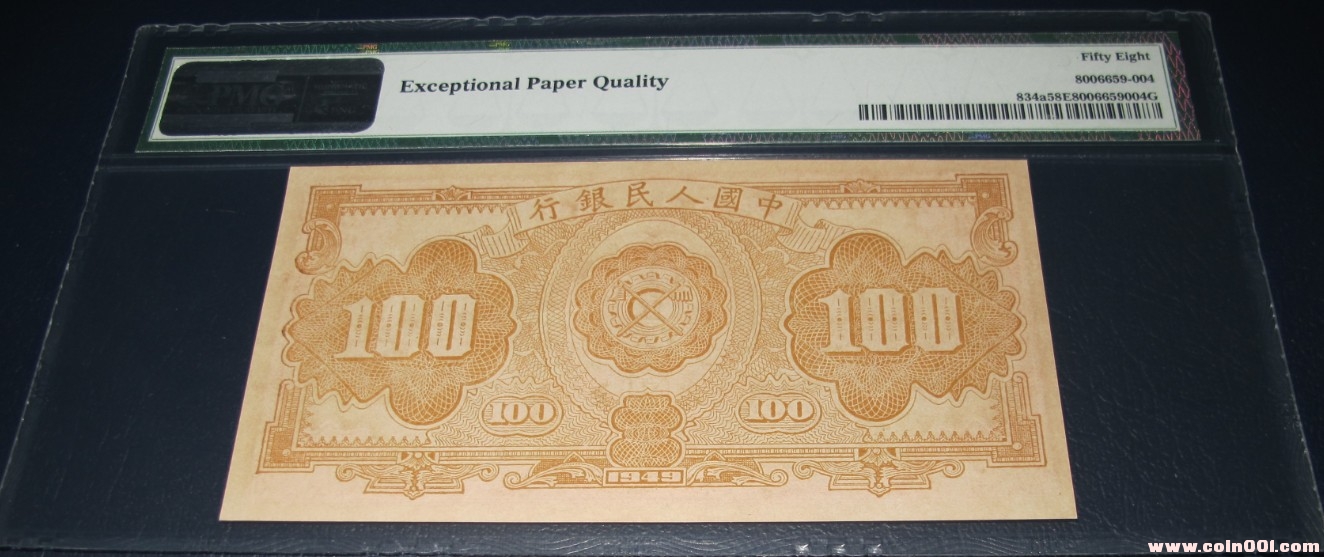 Fifty Eight
PMG
Exceptional Paper Quality
8006659-004
834a58E8006659004G
行銀民人國中
100
100
100
100
1949
www.coin001.com